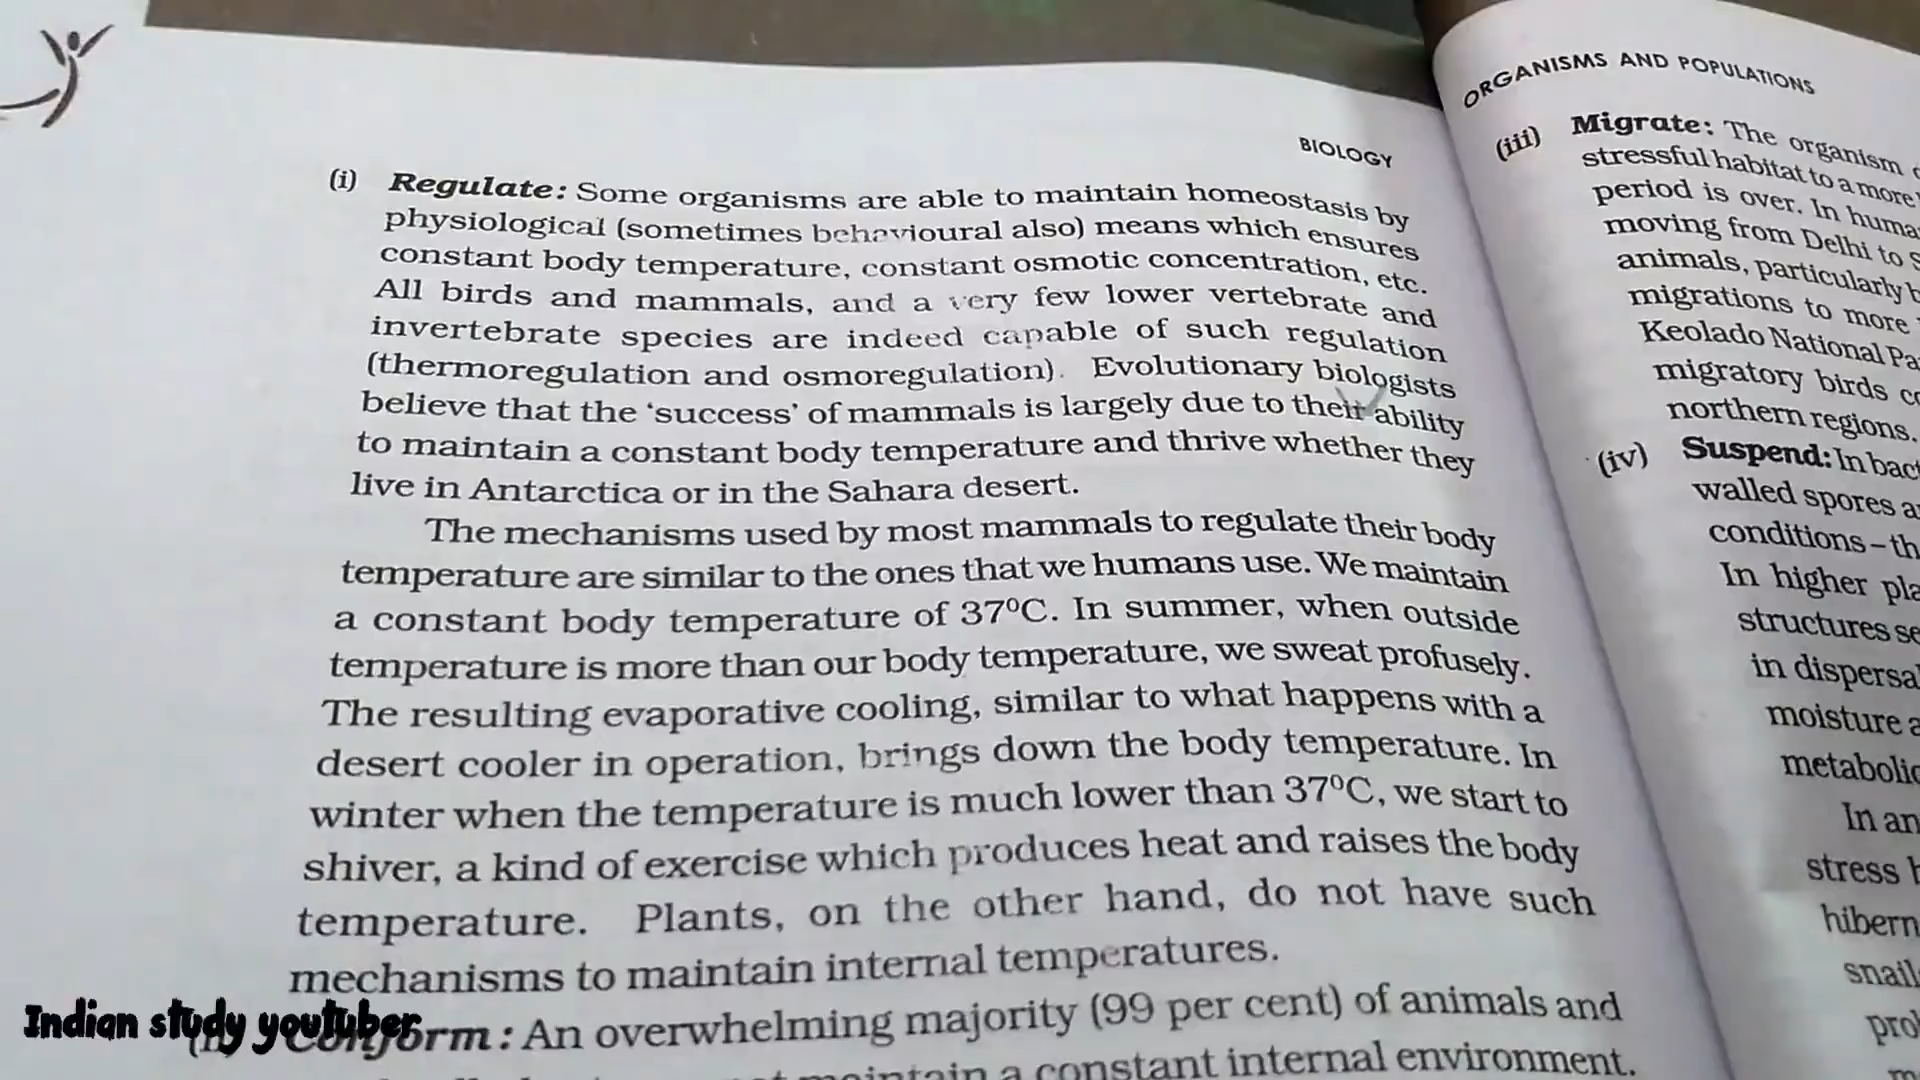 BIOLOGY
(i) Regulate: Some organisms are able to maintain homeostasis by
physiological (sometimes behavioural also) means which ensures
constant body temperature, constant osmotic concentration, etc.
All birds and mammals, and a very few lower vertebrate and
invertebrate species are indeed capable of such regulation
(thermoregulation and osmoregulation). Evolutionary biologists
believe that the ‘success’ of mammals is largely due to their ability
to maintain a constant body temperature and thrive whether they
live in Antarctica or in the Sahara desert.
The mechanisms used by most mammals to regulate their body
temperature are similar to the ones that we humans use. We maintain
a constant body temperature of 37⁰C. In summer, when outside
temperature is more than our body temperature, we sweat profusely.
The resulting evaporative cooling, similar to what happens with a
desert cooler in operation, brings down the body temperature. In
winter when the temperature is much lower than 37⁰C, we start to
shiver, a kind of exercise which produces heat and raises the body
temperature. Plants, on the other hand, do not have such
mechanisms to maintain internal temperatures.
Conform: An overwhelming majority (99 per cent) of animals and
maintain a constant internal environment.
ORGANISMS AND POPULATIONS
(iii) Migrate: The organism
stressful habitat to a more
period is over. In
moving from Delhi to
animals, particularly
migrations to more
Keolado National
migratory birds
northern regions.
(iv) Suspend: In
walled spores
conditions –
In higher
structures
in
moisture
In
stress
Indian study youtuber